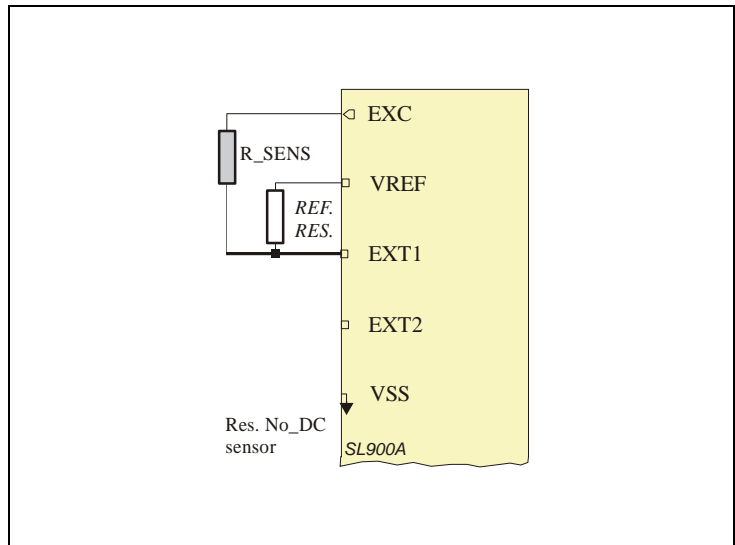 EXC
R_SENS
VREF
REF.
RES.
EXT1
EXT2
VSS
Res. No_DC
sensor
SL900A